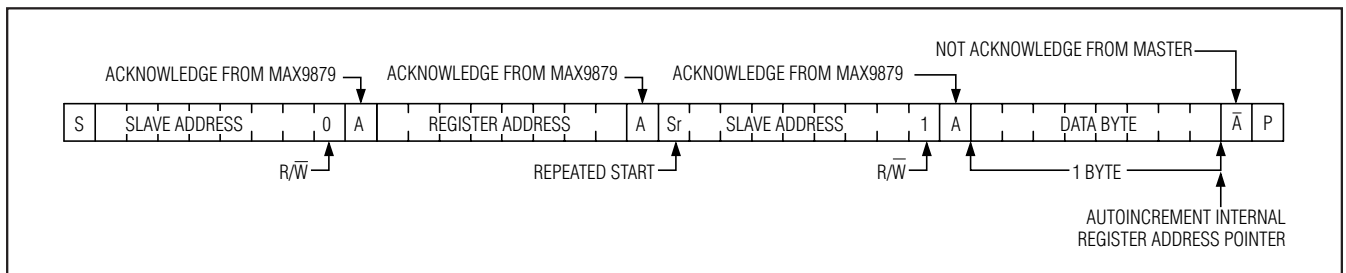 NOT ACKNOWLEDGE FROM MASTER
ACKNOWLEDGE FROM MAX9879 ACKNOWLEDGE FROM MAX9879 ACKNOWLEDGE FROM MAX9879
S SLAVE ADDRESS 0 A REGISTER ADDRESS A Sr SLAVE ADDRESS 1 A DATA BYTE A̅ P
R/W̅ REPEATED START R/W̅ 1 BYTE
AUTOINCREMENT INTERNAL
REGISTER ADDRESS POINTER